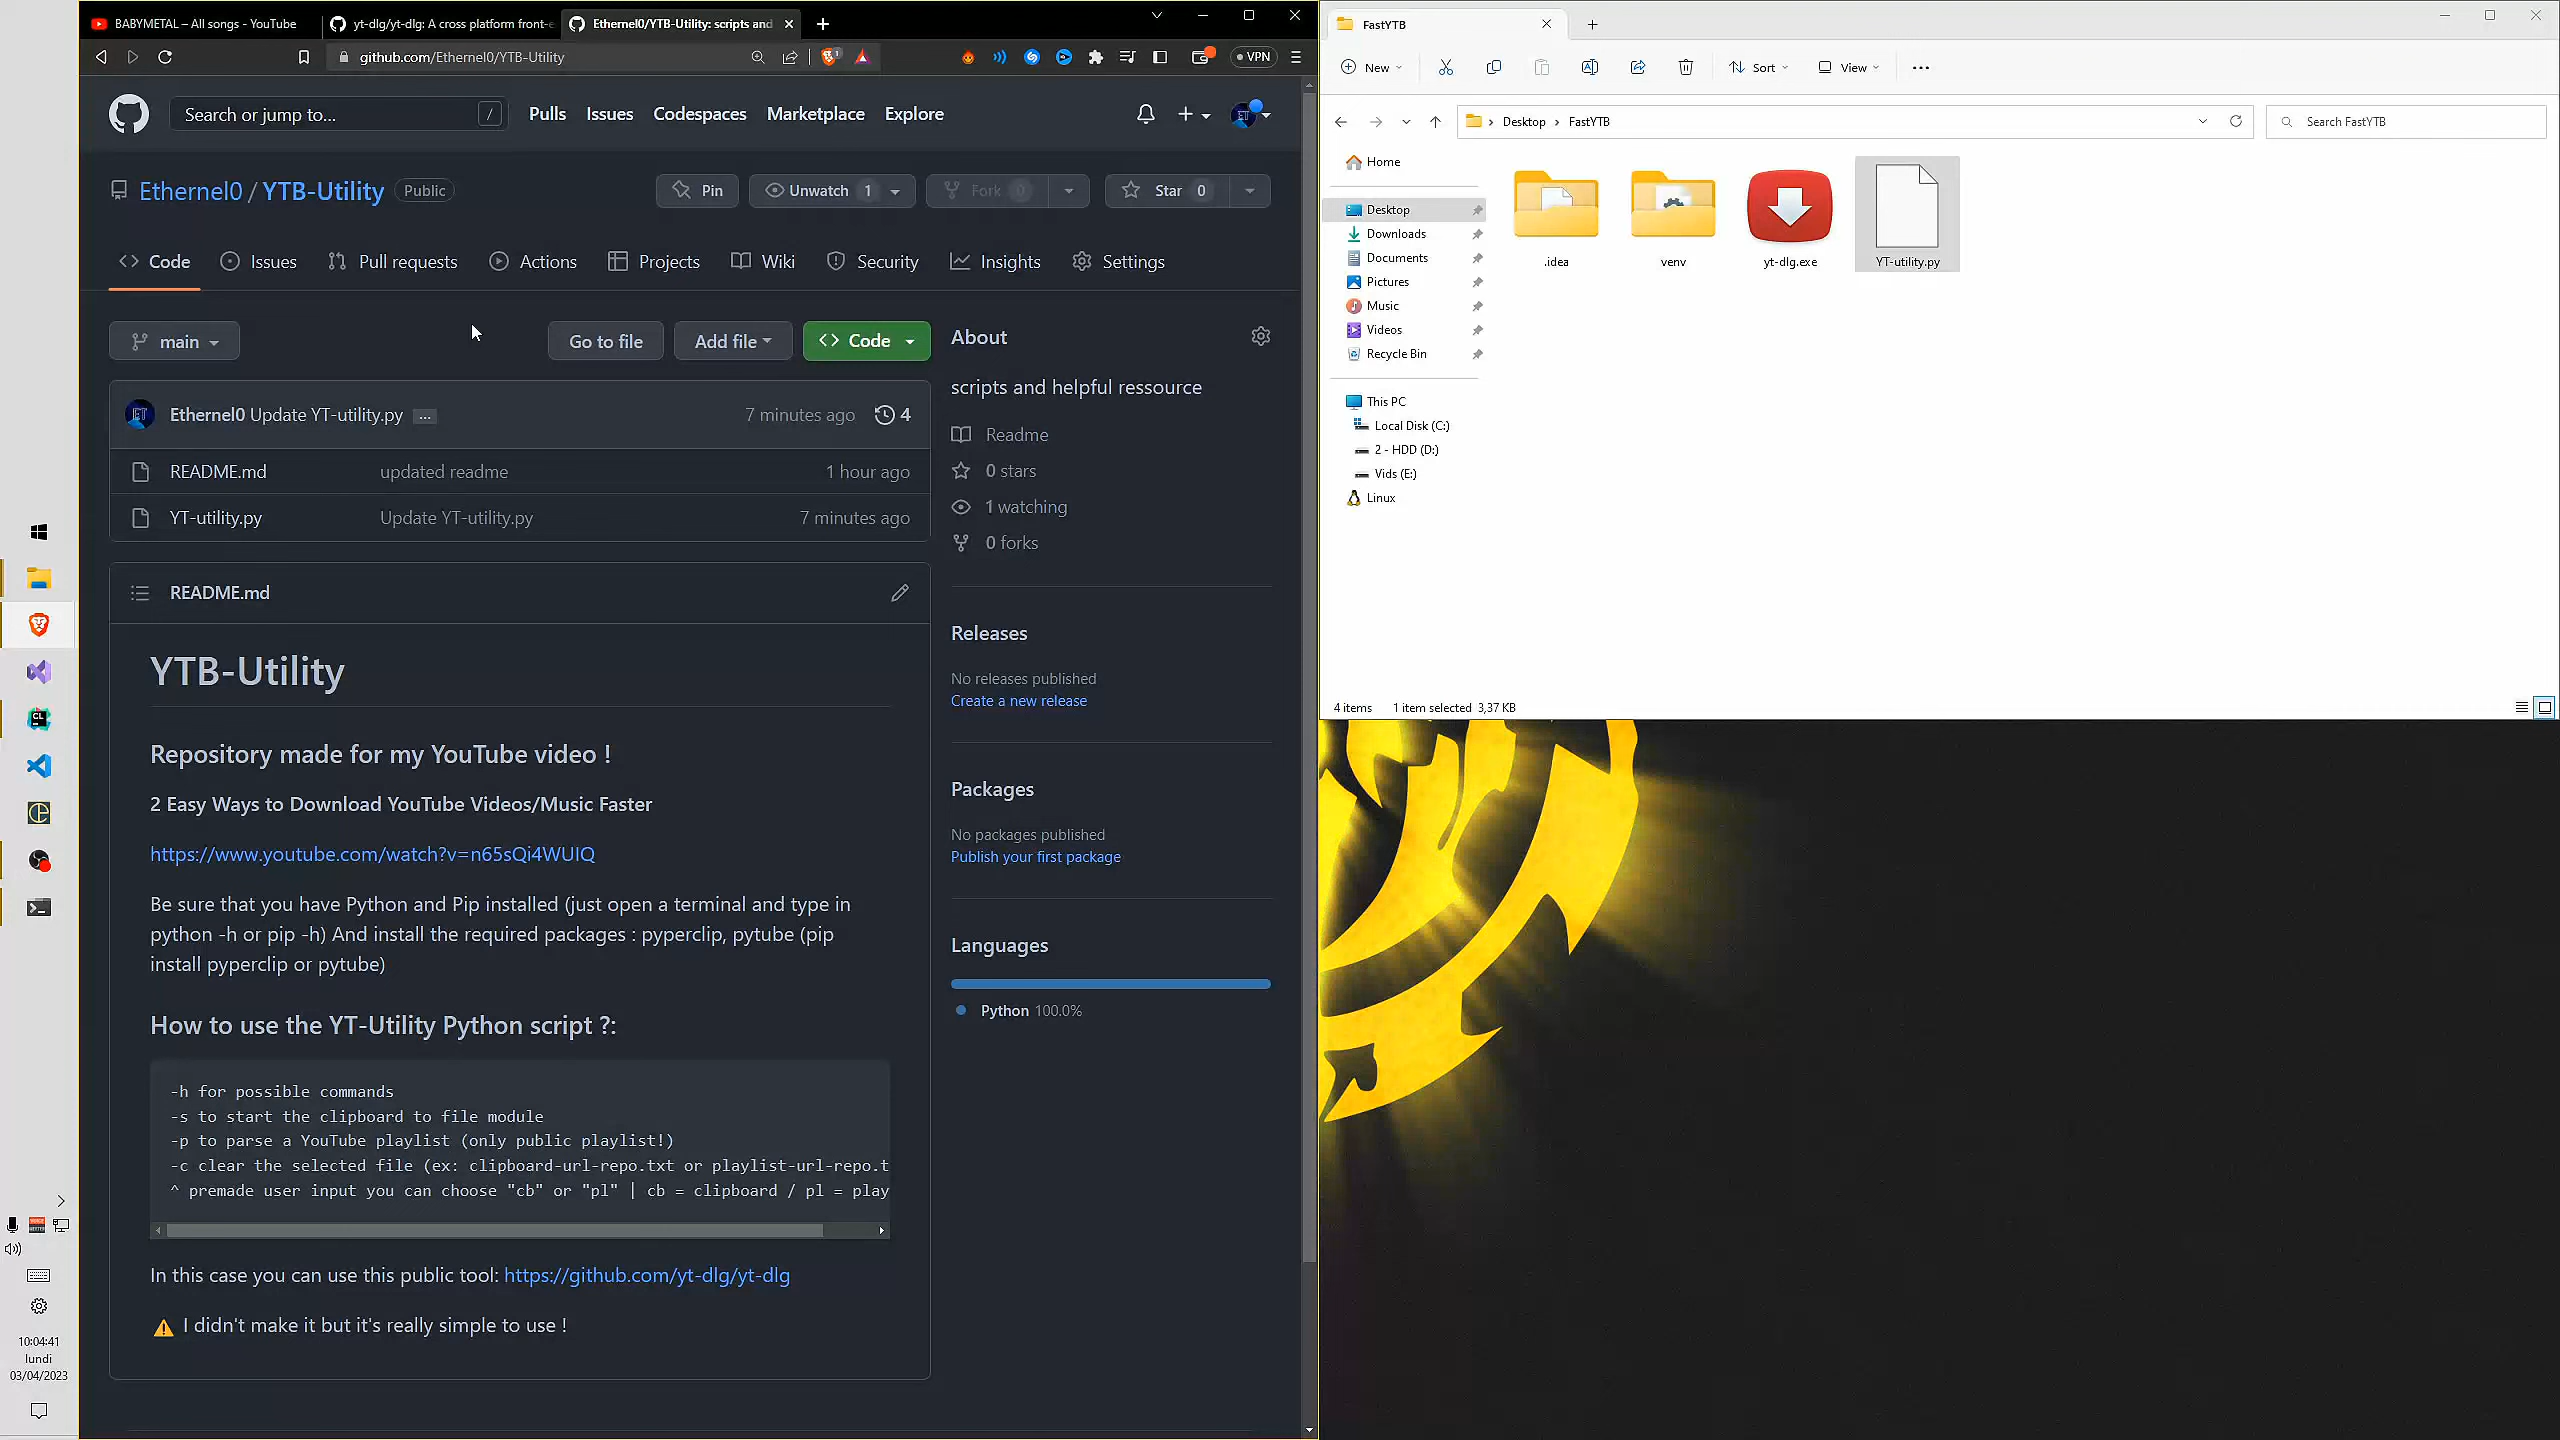 BABYMETAL – All songs - YouTube
yt-dlg/yt-dlg: A cross platform front-e
Ethernel0/YTB-Utility: scripts and
github.com/Ethernel0/YTB-Utility
VPN
Search or jump to...
/
Pulls
Issues
Codespaces
Marketplace
Explore
Ethernel0 / YTB-Utility
Public
Pin
Unwatch 1
Fork 0
Star 0
Code
Issues
Pull requests
Actions
Projects
Wiki
Security
Insights
Settings
main
Go to file
Add file
Code
Ethernel0 Update YT-utility.py ...
7 minutes ago
4
README.md
updated readme
1 hour ago
YT-utility.py
Update YT-utility.py
7 minutes ago
README.md
YTB-Utility
Repository made for my YouTube video !
2 Easy Ways to Download YouTube Videos/Music Faster
https://www.youtube.com/watch?v=n65sQi4WUIQ
Be sure that you have Python and Pip installed (just open a terminal and type in
python -h or pip -h) And install the required packages : pyperclip, pytube (pip
install pyperclip or pytube)
How to use the YT-Utility Python script ?:
-h for possible commands
-s to start the clipboard to file module
-p to parse a YouTube playlist (only public playlist!)
-c clear the selected file (ex: clipboard-url-repo.txt or playlist-url-repo.t
^ premade user input you can choose "cb" or "pl" | cb = clipboard / pl = play
In this case you can use this public tool: https://github.com/yt-dlg/yt-dlg
I didn't make it but it's really simple to use !
About
scripts and helpful ressource
Readme
0 stars
1 watching
0 forks
Releases
No releases published
Create a new release
Packages
No packages published
Publish your first package
Languages
Python 100.0%
FastYTB
New
Sort
View
Desktop
FastYTB
Search FastYTB
Home
Desktop
Downloads
Documents
Pictures
Music
Videos
Recycle Bin
This PC
Local Disk (C:)
2 - HDD (D:)
Vids (E:)
Linux
.idea
venv
yt-dlg.exe
YT-utility.py
4 items
1 item selected 3,37 KB
10:04:41
lundi
03/04/2023